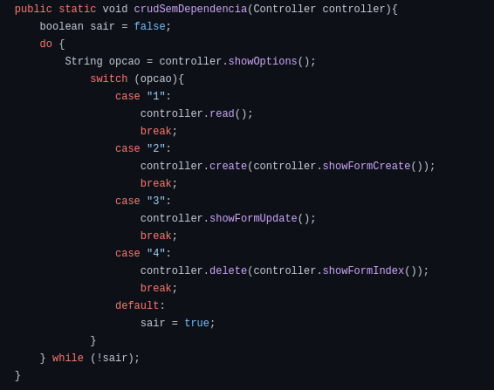 public static void crudSemDependencia(Controller controller){
    boolean sair = false;
    do {
        String opcao = controller.showOptions();
            switch (opcao){
                case "1":
                    controller.read();
                    break;
                case "2":
                    controller.create(controller.showFormCreate());
                    break;
                case "3":
                    controller.showFormUpdate();
                    break;
                case "4":
                    controller.delete(controller.showFormIndex());
                    break;
                default:
                    sair = true;
            }
    } while (!sair);
}